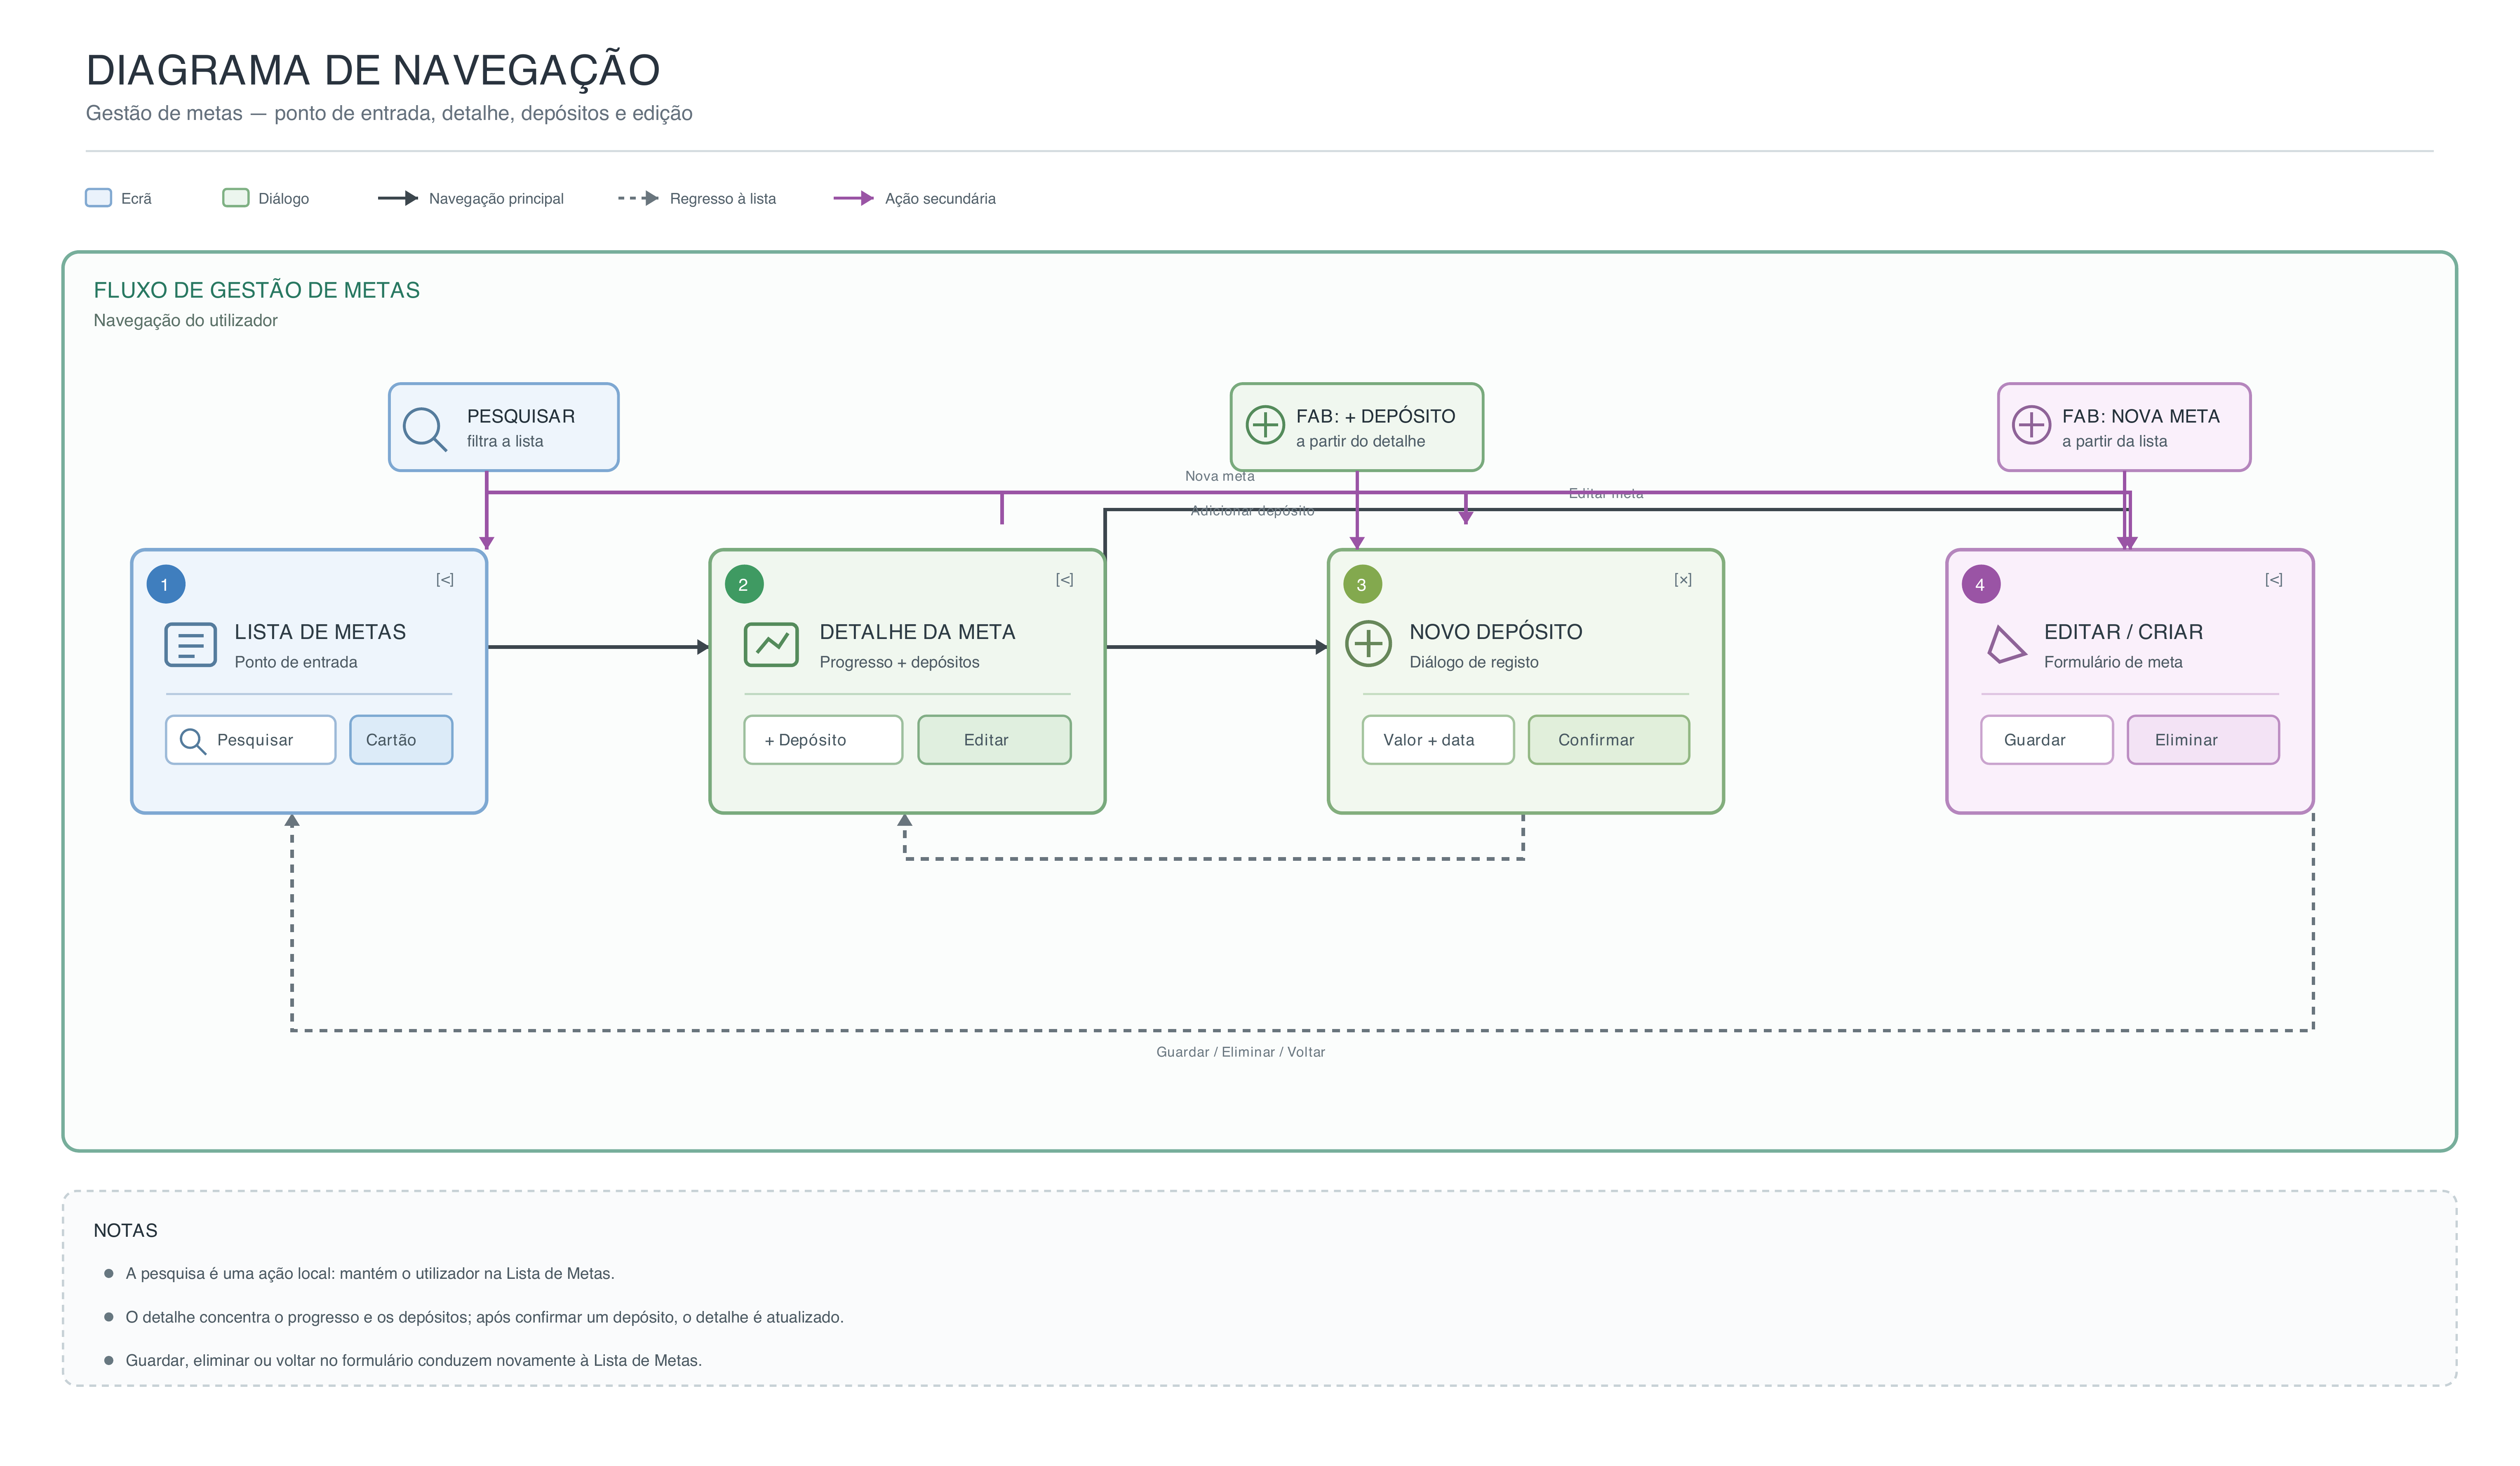 DIAGRAMA DE NAVEGAÇÃO
Gestão de metas — ponto de entrada, detalhe, depósitos e edição
Ecrã
Diálogo
Navegação principal
Regresso à lista
Ação secundária
FLUXO DE GESTÃO DE METAS
Navegação do utilizador
PESQUISAR
filtra a lista
FAB: + DEPÓSITO
a partir do detalhe
FAB: NOVA META
a partir da lista
Nova meta
Editar meta
Adicionar depósito
1
[<]
LISTA DE METAS
Ponto de entrada
Pesquisar
Cartão
2
[<]
DETALHE DA META
Progresso + depósitos
+ Depósito
Editar
3
[×]
NOVO DEPÓSITO
Diálogo de registo
Valor + data
Confirmar
4
[<]
EDITAR / CRIAR
Formulário de meta
Guardar
Eliminar
Guardar / Eliminar / Voltar
NOTAS
A pesquisa é uma ação local: mantém o utilizador na Lista de Metas.
O detalhe concentra o progresso e os depósitos; após confirmar um depósito, o detalhe é atualizado.
Guardar, eliminar ou voltar no formulário conduzem novamente à Lista de Metas.